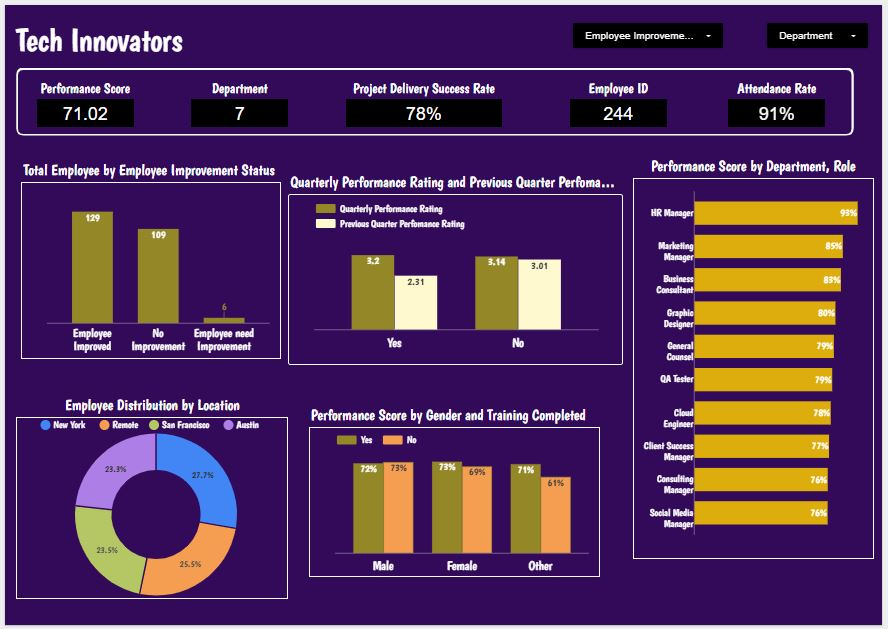 Tech Innovators
Employee Improveme...
Department
Performance Score
Department
Project Delivery Success Rate
Employee ID
Attendance Rate
71.02
7
78%
244
91%
Total Employee by Employee Improvement Status
129
109
6
Employee
Improved
No
Improvement
Employee need
Improvement
Quarterly Performance Rating and Previous Quarter Perfoma...
Quarterly Performance Rating
Previous Quarter Perfomence Rating
3.2
2.31
3.14
3.01
Yes
No
Performance Score by Department, Role
HR Manager
93%
Marketing
Manager
85%
Business
Consultant
83%
Graphic
Designer
80%
General
Counsel
79%
QA Tester
79%
Cloud
Engineer
78%
Client Success
Manager
77%
Consulting
Manager
76%
Social Media
Manager
76%
Employee Distribution by Location
New York
Remote
San Francisco
Austin
23.3%
27.7%
23.5%
25.5%
Performance Score by Gender and Training Completed
Yes
No
72%
73%
73%
69%
71%
61%
Male
Female
Other